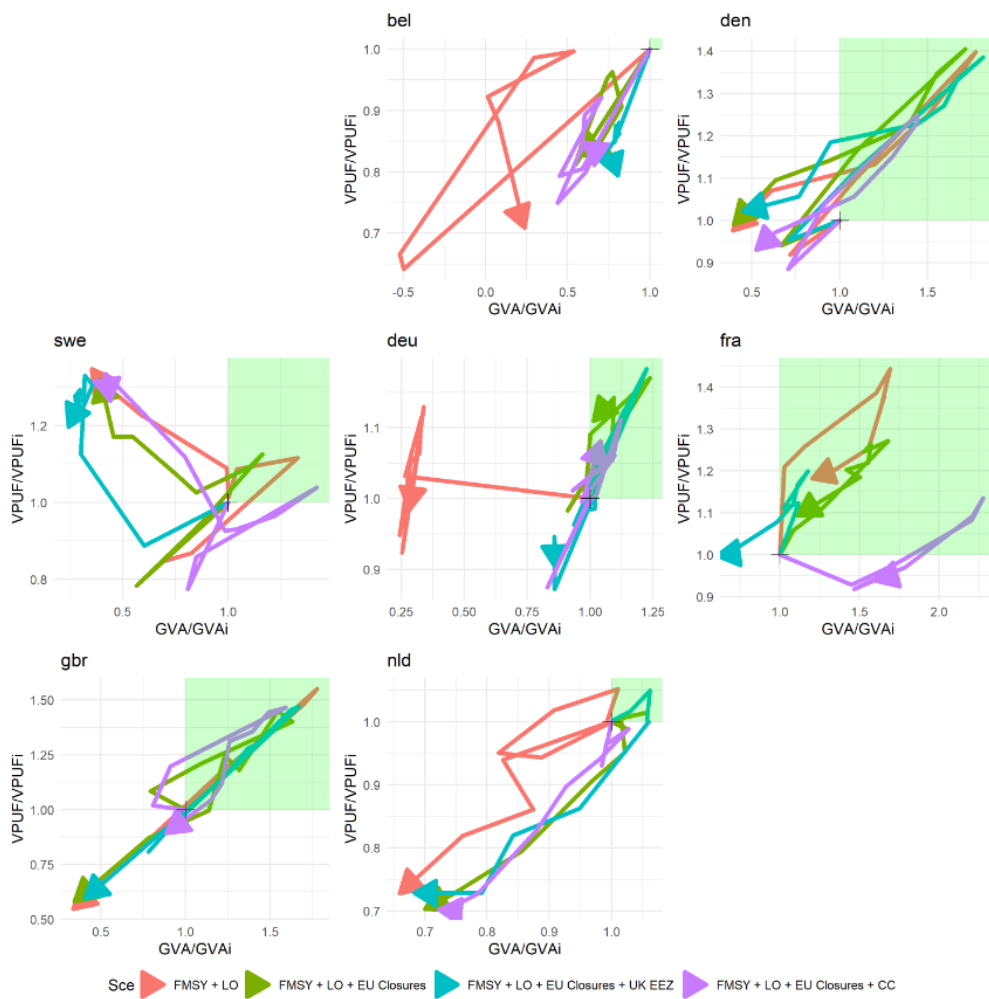 bel
den
VPUF/VPUFi
1.0
0.9
0.8
0.7
-0.5
0.0
0.5
1.0
GVA/GVAi
VPUF/VPUFi
1.4
1.3
1.2
1.1
1.0
0.9
0.5
1.0
1.5
GVA/GVAi
swe
deu
fra
VPUF/VPUFi
1.2
1.0
0.8
0.5
1.0
GVA/GVAi
VPUF/VPUFi
1.1
1.0
0.9
0.25
0.50
0.75
1.00
1.25
GVA/GVAi
VPUF/VPUFi
1.4
1.3
1.2
1.1
1.0
0.9
1.0
1.5
2.0
GVA/GVAi
gbr
nld
VPUF/VPUFi
1.50
1.25
1.00
0.75
0.50
0.5
1.0
1.5
GVA/GVAi
VPUF/VPUFi
1.0
0.9
0.8
0.7
0.7
0.8
0.9
1.0
GVA/GVAi
Sce FMSY + LO FMSY + LO + EU Closures FMSY + LO + EU Closures + UK EEZ FMSY + LO + EU Closures + CC